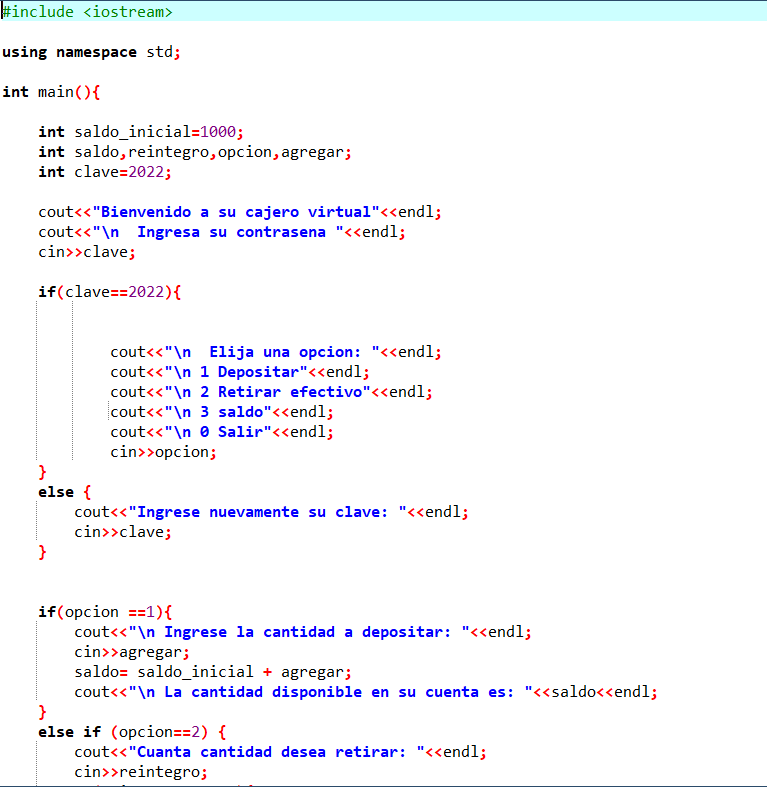 #include <iostream>
using namespace std;
int main(){
int saldo_inicial=1000;
int saldo,reintegro,opcion,agregar;
int clave=2022;
cout<<"Bienvenido a su cajero virtual"<<endl;
cout<<"\n  Ingresa su contrasena "<<endl;
cin>>clave;
if(clave==2022){
cout<<"\n  Elija una opcion: "<<endl;
cout<<"\n 1 Depositar"<<endl;
cout<<"\n 2 Retirar efectivo"<<endl;
cout<<"\n 3 saldo"<<endl;
cout<<"\n 0 Salir"<<endl;
cin>>opcion;
}
else {
cout<<"Ingrese nuevamente su clave: "<<endl;
cin>>clave;
}
if(opcion ==1){
cout<<"\n Ingrese la cantidad a depositar: "<<endl;
cin>>agregar;
saldo= saldo_inicial + agregar;
cout<<"\n La cantidad disponible en su cuenta es: "<<saldo<<endl;
}
else if (opcion==2) {
cout<<"Cuanta cantidad desea retirar: "<<endl;
cin>>reintegro;